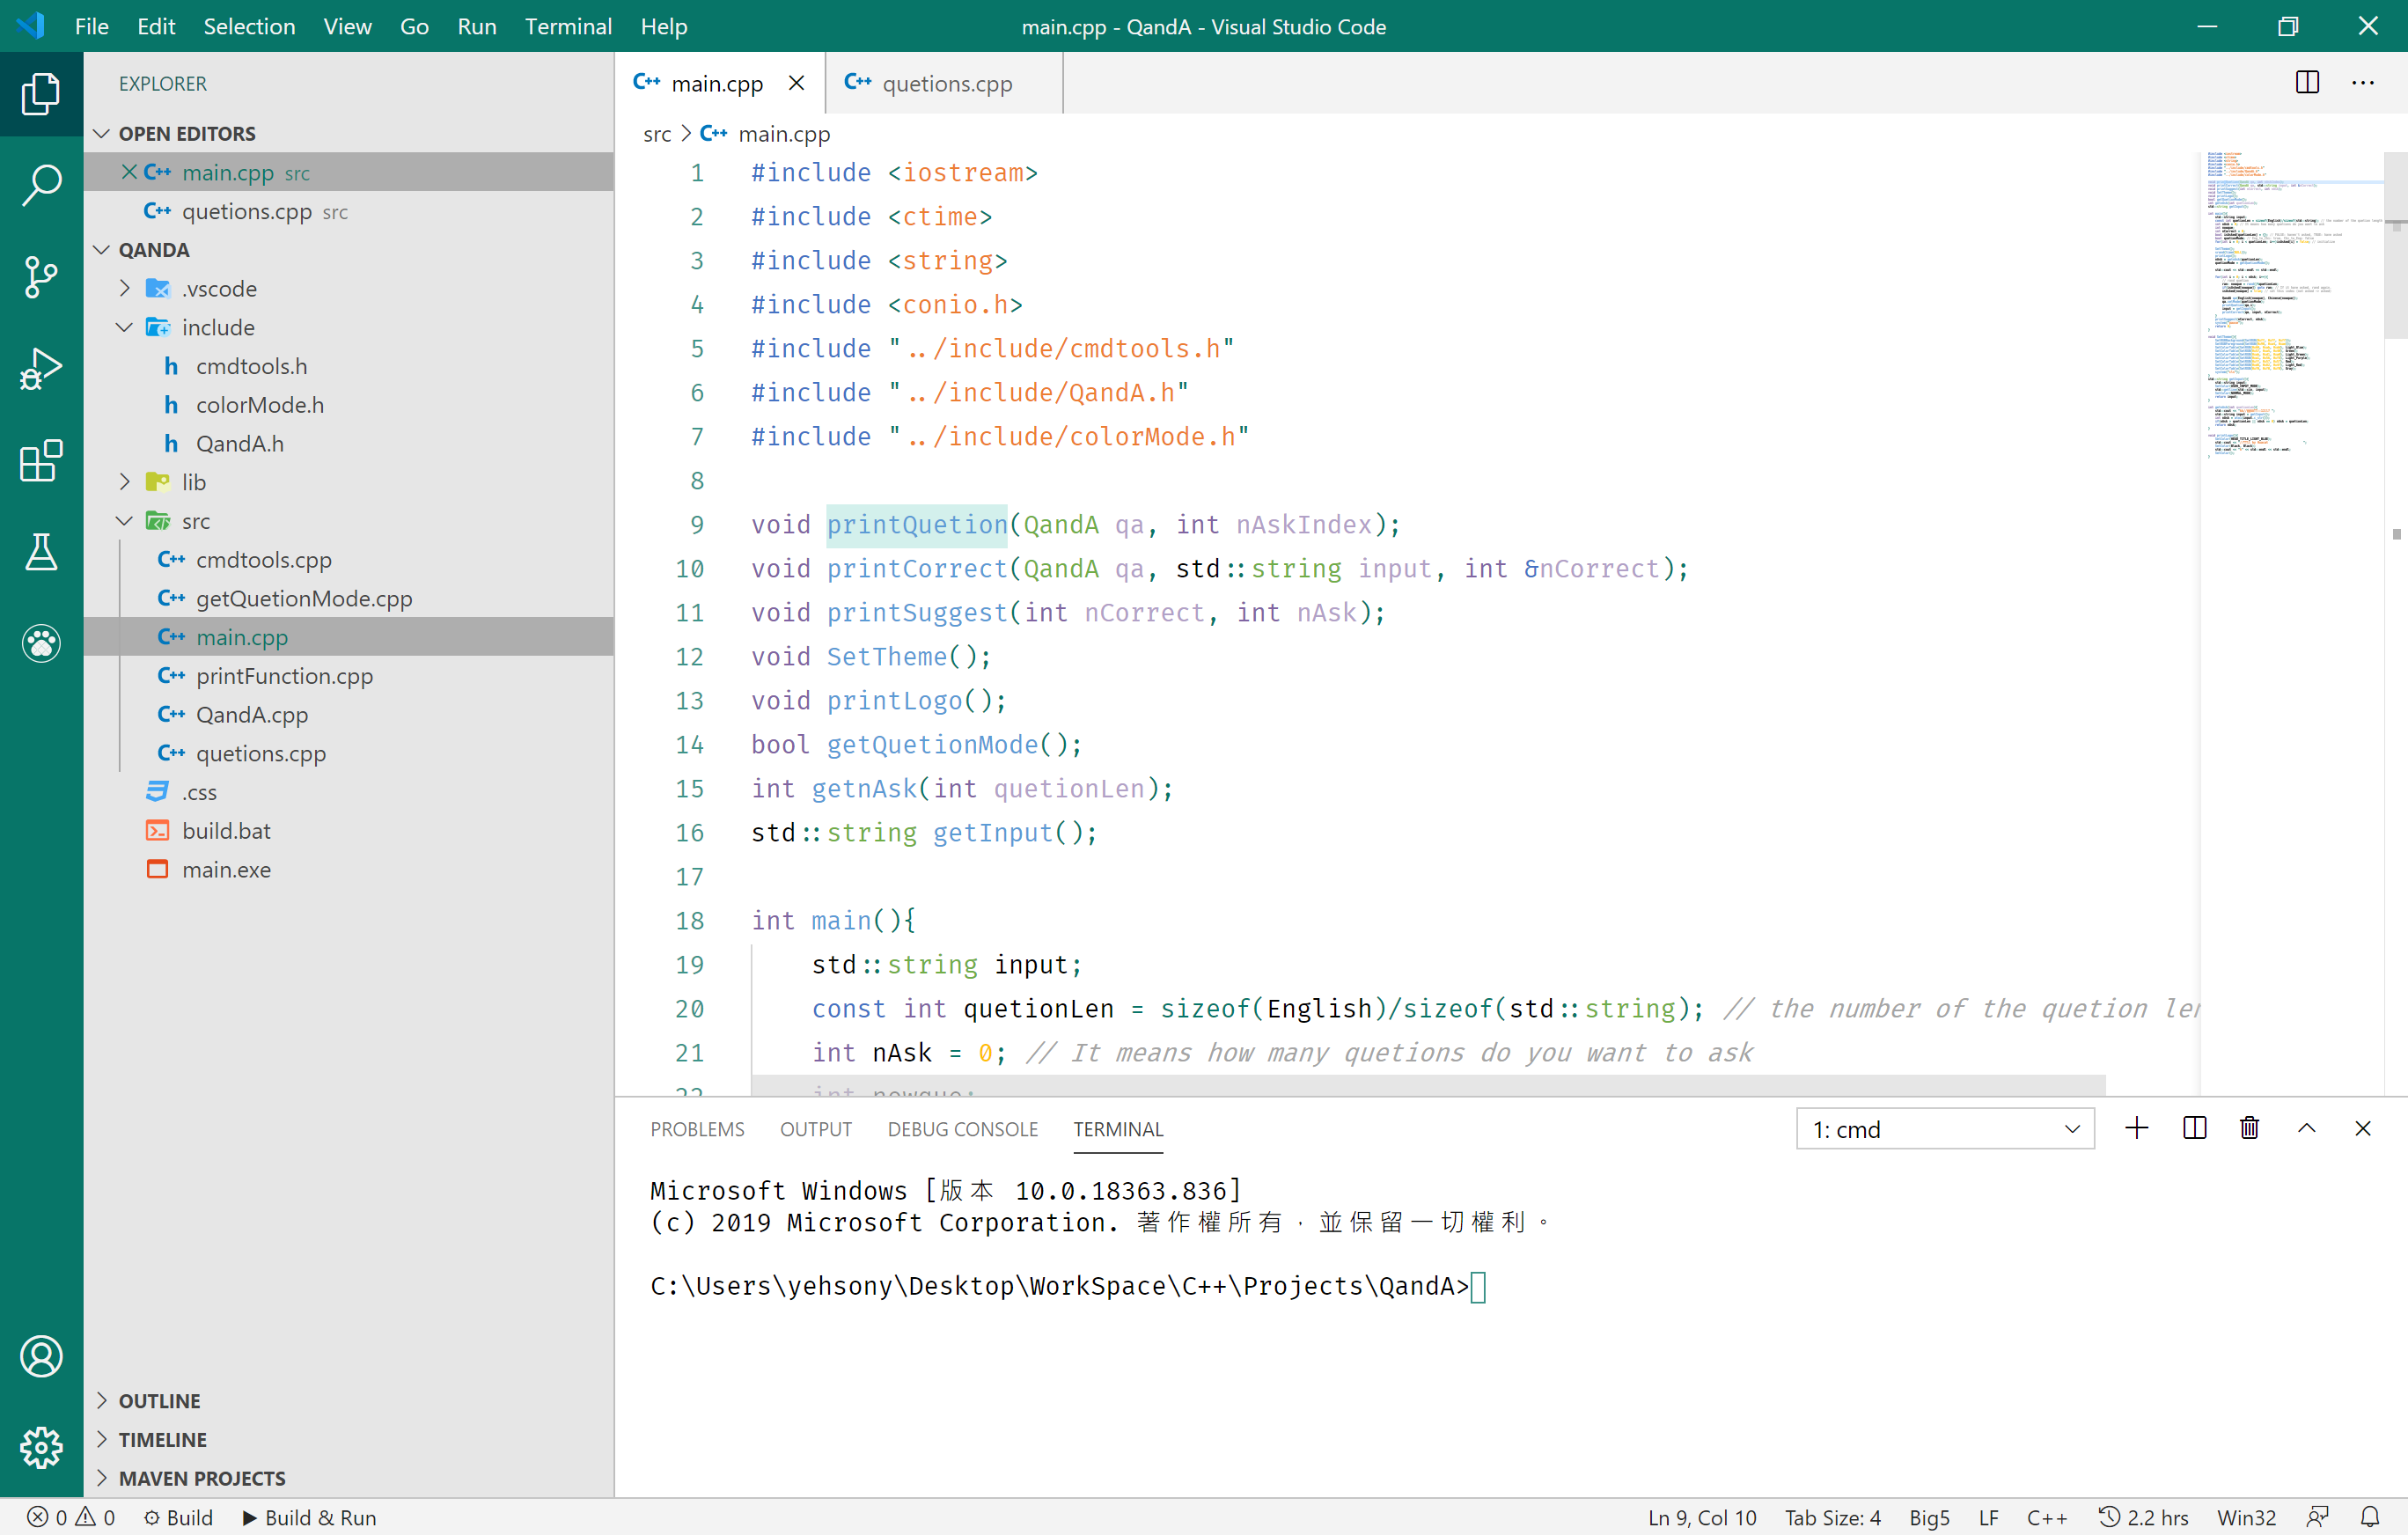 File Edit Selection View Go Run Terminal Help
main.cpp - QandA - Visual Studio Code
EXPLORER
OPEN EDITORS
main.cpp src
quetions.cpp src
QANDA
.vscode
include
cmdtools.h
colorMode.h
QandA.h
lib
src
cmdtools.cpp
getQuetionMode.cpp
main.cpp
printFunction.cpp
QandA.cpp
quetions.cpp
.css
build.bat
main.exe
OUTLINE
TIMELINE
MAVEN PROJECTS
main.cpp
quetions.cpp
src > main.cpp
1 #include <iostream>
2 #include <ctime>
3 #include <string>
4 #include <conio.h>
5 #include "../include/cmdtools.h"
6 #include "../include/QandA.h"
7 #include "../include/colorMode.h"
8
9 void printQuetion(QandA qa, int nAskIndex);
10 void printCorrect(QandA qa, std::string input, int &nCorrect);
11 void printSuggest(int nCorrect, int nAsk);
12 void SetTheme();
13 void printLogo();
14 bool getQuetionMode();
15 int getnAsk(int quetionLen);
16 std::string getInput();
17
18 int main(){
19 std::string input;
20 const int quetionLen = sizeof(English)/sizeof(std::string); // the number of the quetion len
21 int nAsk = 0; // It means how many quetions do you want to ask
22 int nowque;
PROBLEMS OUTPUT DEBUG CONSOLE TERMINAL
1: cmd
Microsoft Windows [版本 10.0.18363.836]
(c) 2019 Microsoft Corporation. 著作權所有，並保留一切權利。
C:\Users\yehsony\Desktop\WorkSpace\C++\Projects\QandA>
0 0 Build Build & Run
Ln 9, Col 10 Tab Size: 4 Big5 LF C++ 2.2 hrs Win32